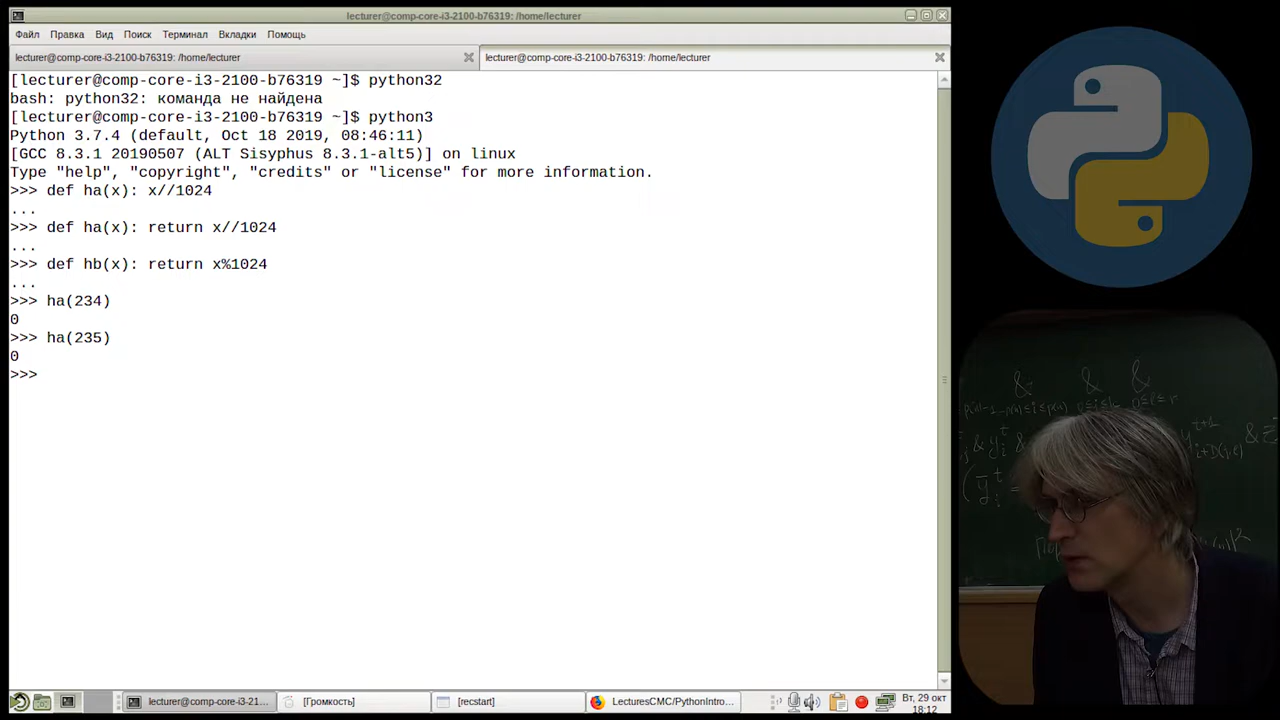 lecturer@comp-core-i3-2100-b76319: /home/lecturer
Файл Правка Вид Поиск Терминал Вкладки Помощь
lecturer@comp-core-i3-2100-b76319: /home/lecturer lecturer@comp-core-i3-2100-b76319: /home/lecturer
[lecturer@comp-core-i3-2100-b76319 ~]$ python32
bash: python32: команда не найдена
[lecturer@comp-core-i3-2100-b76319 ~]$ python3
Python 3.7.4 (default, Oct 18 2019, 08:46:11)
[GCC 8.3.1 20190507 (ALT Sisyphus 8.3.1-alt5)] on linux
Type "help", "copyright", "credits" or "license" for more information.
>>> def ha(x): x//1024
...
>>> def ha(x): return x//1024
...
>>> def hb(x): return x%1024
...
>>> ha(234)
0
>>> ha(235)
0
>>>
lecturer@comp-core-i3-21... [Громкость] [recstart] LecturesCMC/PythonIntro... Вт, 29 окт
18:12